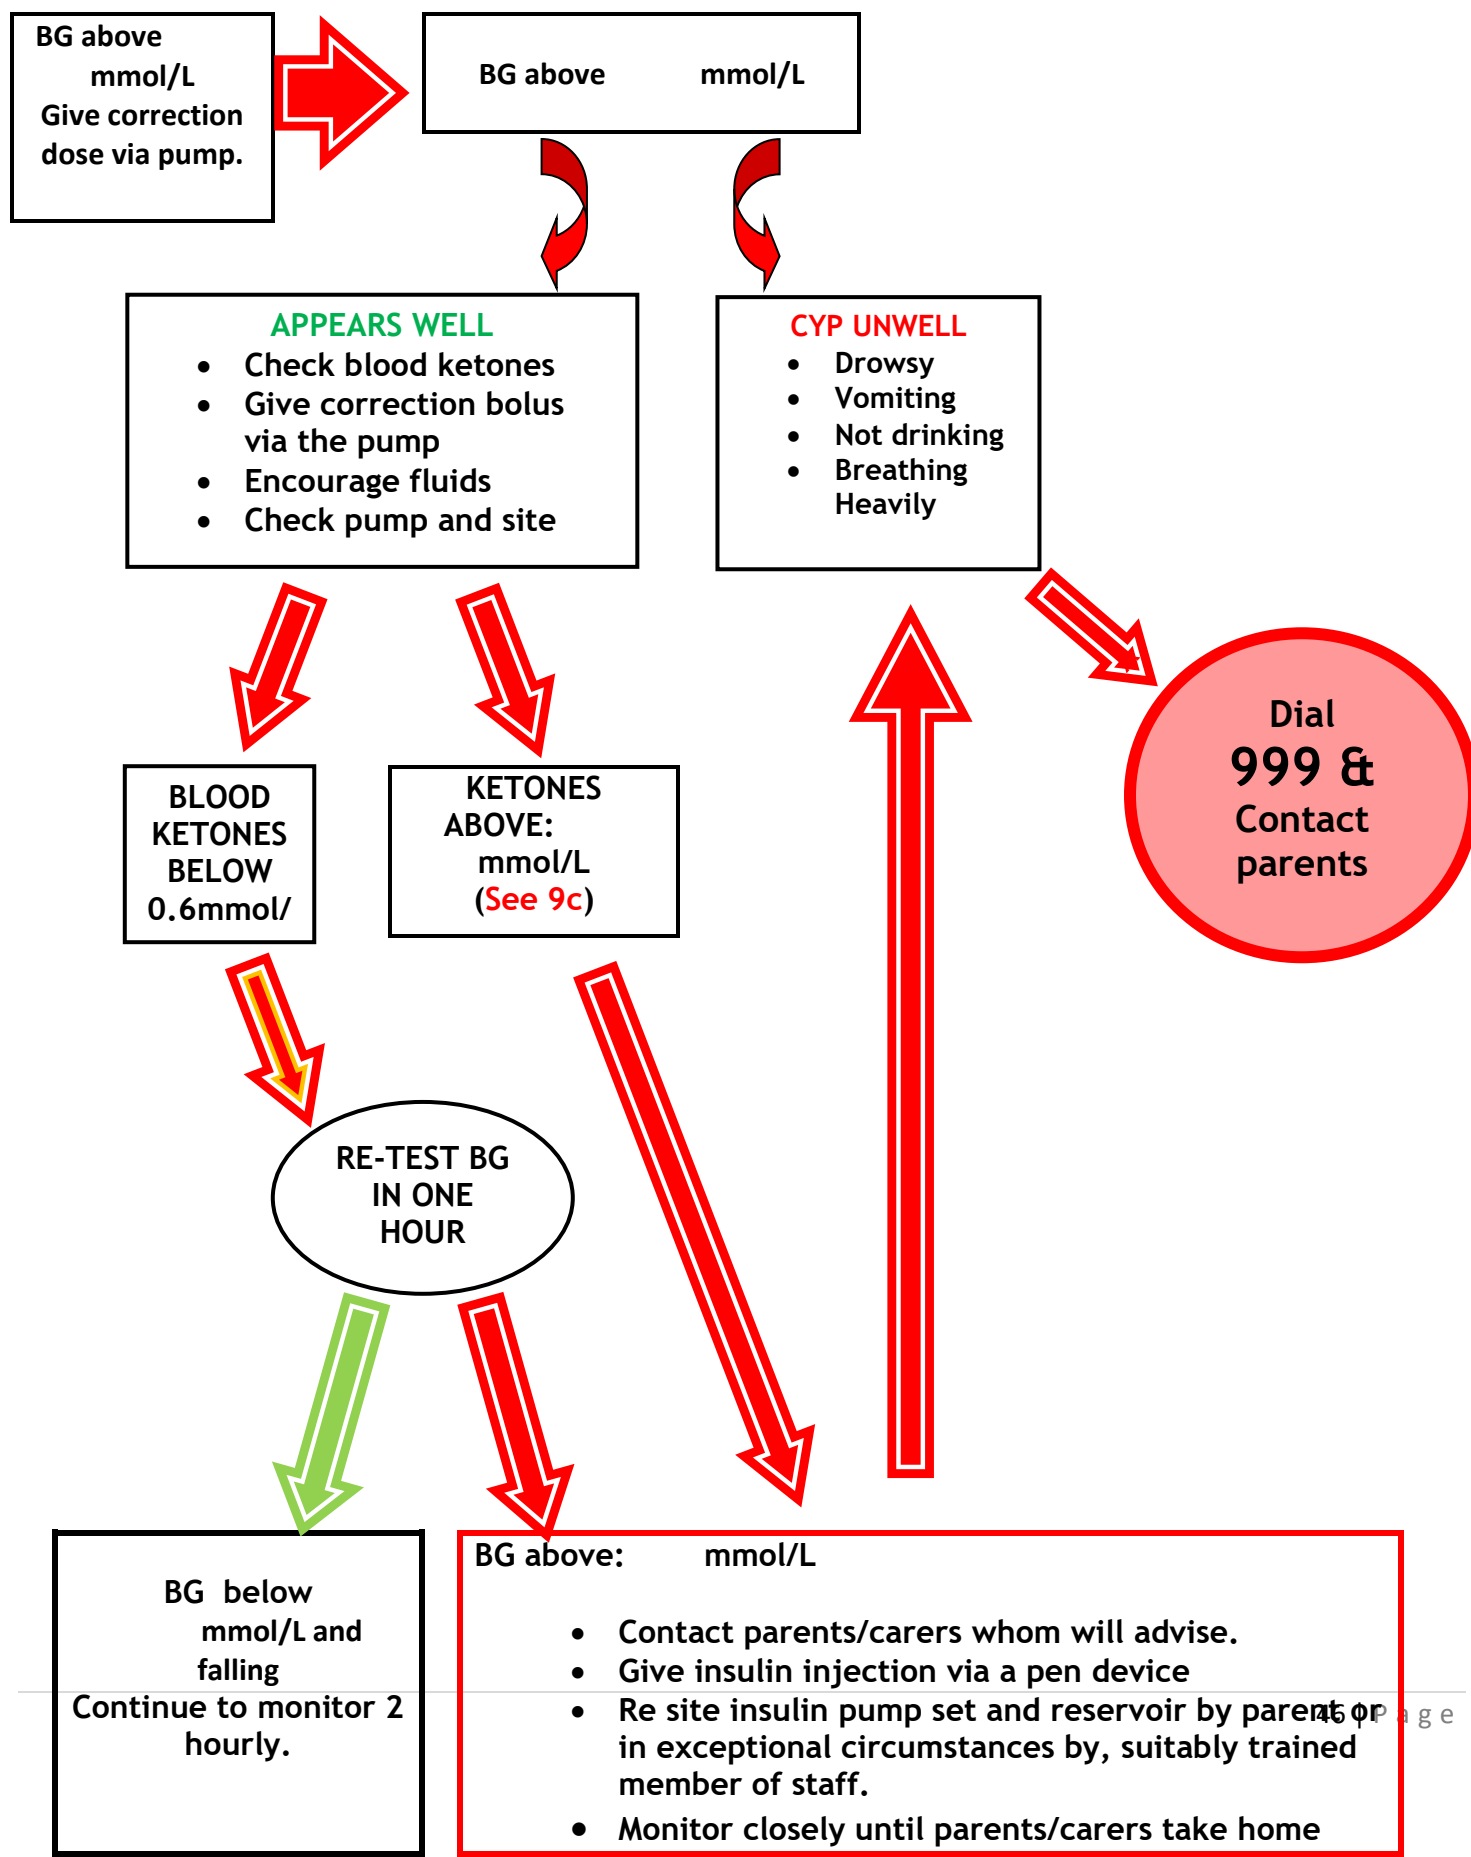 BG above
mmol/L
Give correction
dose via pump.
BG above mmol/L
APPEARS WELL
• Check blood ketones
• Give correction bolus
via the pump
• Encourage fluids
• Check pump and site
CYP UNWELL
• Drowsy
• Vomiting
• Not drinking
• Breathing
Heavily
Dial
999 &
Contact
parents
BLOOD
KETONES
BELOW
0.6mmol/
KETONES
ABOVE:
mmol/L
(See 9c)
RE-TEST BG
IN ONE
HOUR
BG below
mmol/L and
falling
Continue to monitor 2
hourly.
BG above: mmol/L
• Contact parents/carers whom will advise.
• Give insulin injection via a pen device
• Re site insulin pump set and reservoir by parent or
in exceptional circumstances by, suitably trained
member of staff.
• Monitor closely until parents/carers take home
46 | Page